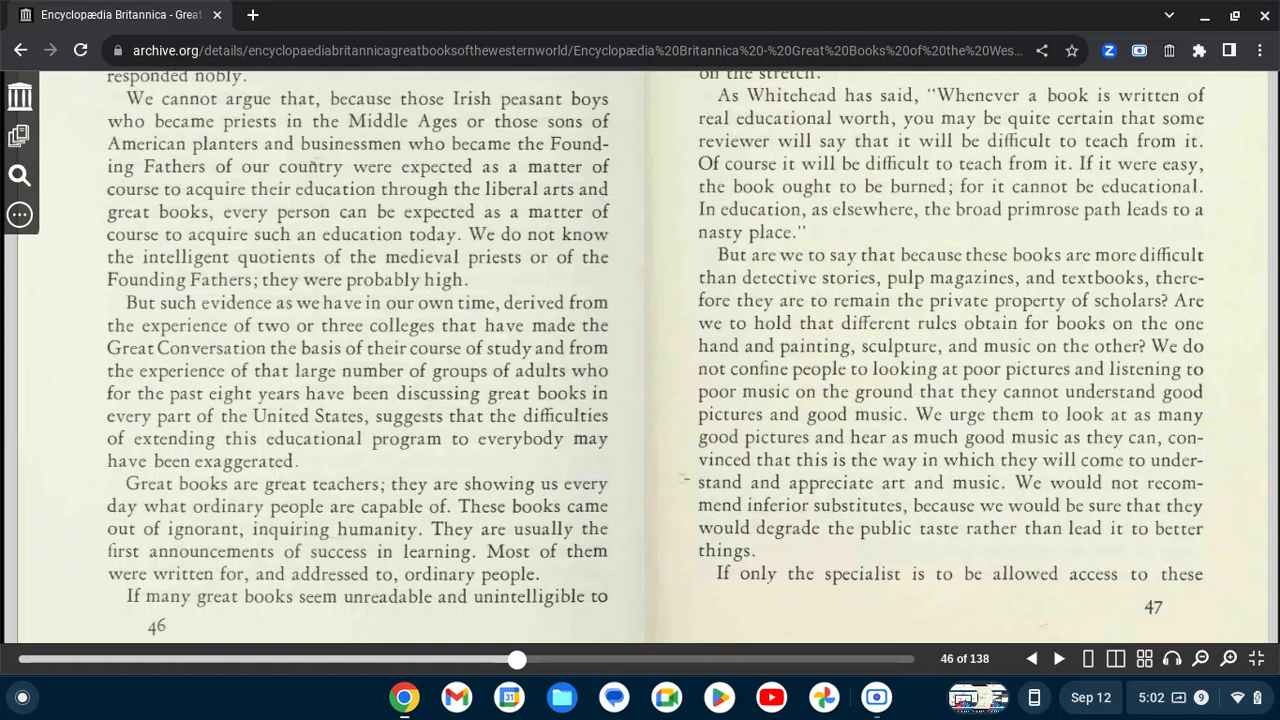 Encyclopædia Britannica - Great
archive.org/details/encyclopaediabritannicagreatbooksofthewesternworld/Encyclopædia%20Britannica%20-%20Great%20Books%20of%20the%20Wes...
responded nobly.
We cannot argue that, because those Irish peasant boys
who became priests in the Middle Ages or those sons of
American planters and businessmen who became the Found-
ing Fathers of our country were expected as a matter of
course to acquire their education through the liberal arts and
great books, every person can be expected as a matter of
course to acquire such an education today. We do not know
the intelligent quotients of the medieval priests or of the
Founding Fathers; they were probably high.
But such evidence as we have in our own time, derived from
the experience of two or three colleges that have made the
Great Conversation the basis of their course of study and from
the experience of that large number of groups of adults who
for the past eight years have been discussing great books in
every part of the United States, suggests that the difficulties
of extending this educational program to everybody may
have been exaggerated.
Great books are great teachers; they are showing us every
day what ordinary people are capable of. These books came
out of ignorant, inquiring humanity. They are usually the
first announcements of success in learning. Most of them
were written for, and addressed to, ordinary people.
If many great books seem unreadable and unintelligible to
46
on the stretch.
As Whitehead has said, "Whenever a book is written of
real educational worth, you may be quite certain that some
reviewer will say that it will be difficult to teach from it.
Of course it will be difficult to teach from it. If it were easy,
the book ought to be burned; for it cannot be educational.
In education, as elsewhere, the broad primrose path leads to a
nasty place."
But are we to say that because these books are more difficult
than detective stories, pulp magazines, and textbooks, there-
fore they are to remain the private property of scholars? Are
we to hold that different rules obtain for books on the one
hand and painting, sculpture, and music on the other? We do
not confine people to looking at poor pictures and listening to
poor music on the ground that they cannot understand good
pictures and good music. We urge them to look at as many
good pictures and hear as much good music as they can, con-
vinced that this is the way in which they will come to under-
stand and appreciate art and music. We would not recom-
mend inferior substitutes, because we would be sure that they
would degrade the public taste rather than lead it to better
things.
If only the specialist is to be allowed access to these
47
46 of 138
Sep 12
5:02
9